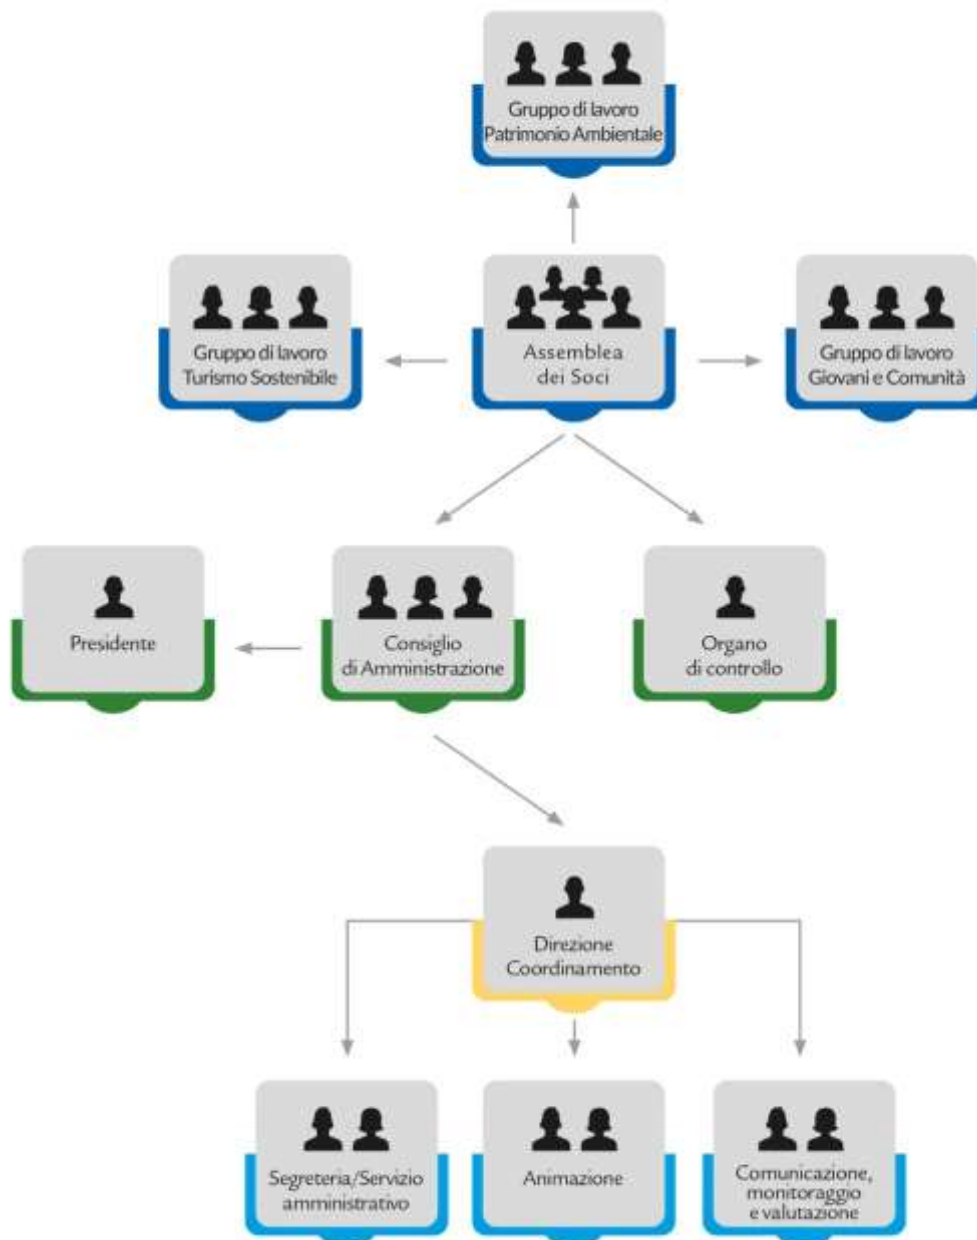 Gruppo di lavoro
Patrimonio Ambientale
Gruppo di lavoro
Turismo Sostenibile
Assemblea
dei Soci
Gruppo di lavoro
Giovani e Comunità
Presidente
Consiglio
di Amministrazione
Organo
di controllo
Direzione
Coordinamento
Segreteria/Servizio
amministrativo
Animazione
Comunicazione,
monitoraggio
e valutazione